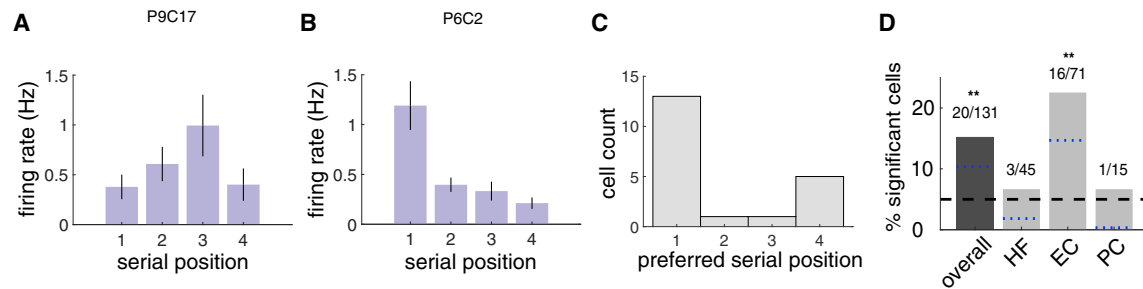 A
P9C17
firing rate (Hz)
1.5
1
0.5
0
1 2 3 4
serial position
B
P6C2
firing rate (Hz)
1.5
1
0.5
0
1 2 3 4
serial position
C
cell count
15
10
5
0
1 2 3 4
preferred serial position
D
% significant cells
20
10
0
**
20/131
3/45
**
16/71
1/15
overall
HF
EC
PC